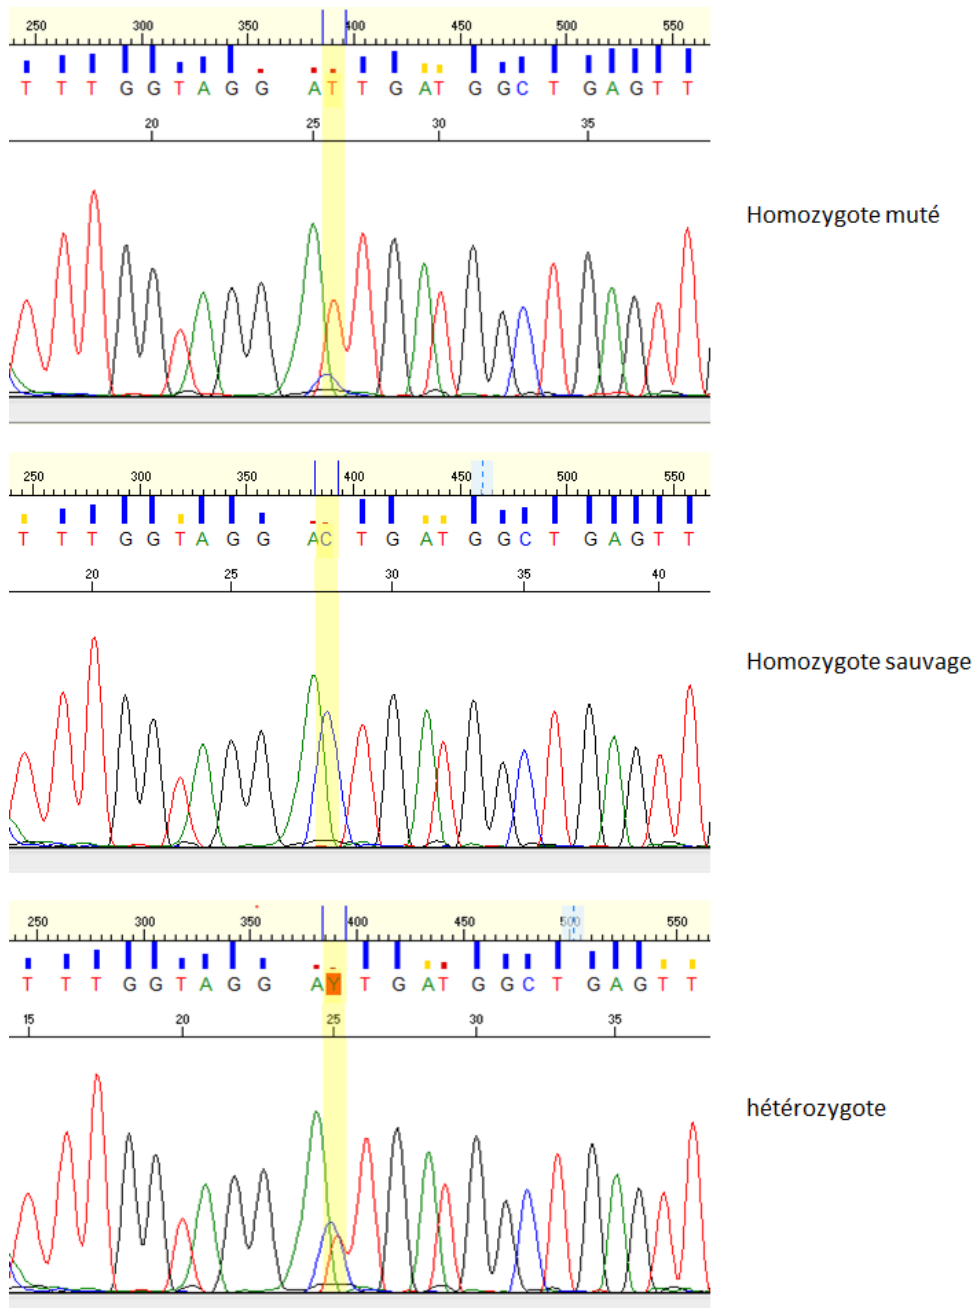 250 300 350 400 450 500 550
T T T G G T A G G A T T G A T G G C T G A G T T
20 25 30 35
Homozygote muté
250 300 350 400 450 500 550
T T T G G T A G G A C T G A T G G C T G A G T T
20 25 30 35 40
Homozygote sauvage
250 300 350 400 450 500 550
T T T G G T A G G A Y T G A T G G C T G A G T T
15 20 25 30 35
hétérozygote